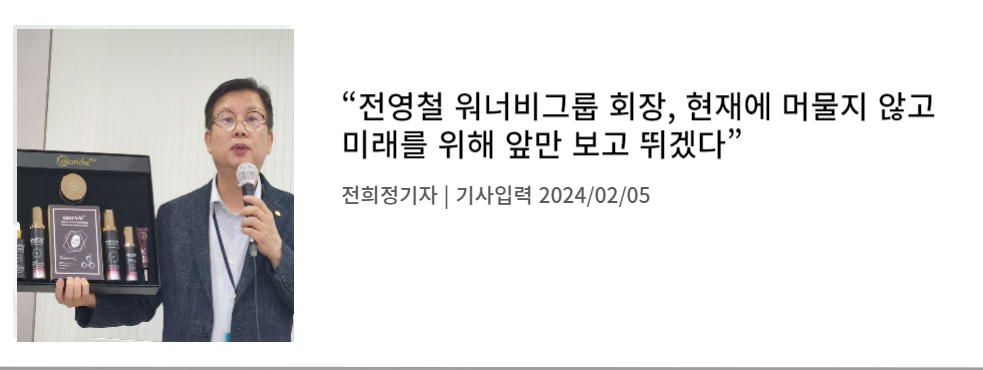 “전영철 워너비그룹 회장, 현재에 머물지 않고
미래를 위해 앞만 보고 뛰겠다”
전희정기자 | 기사입력 2024/02/05